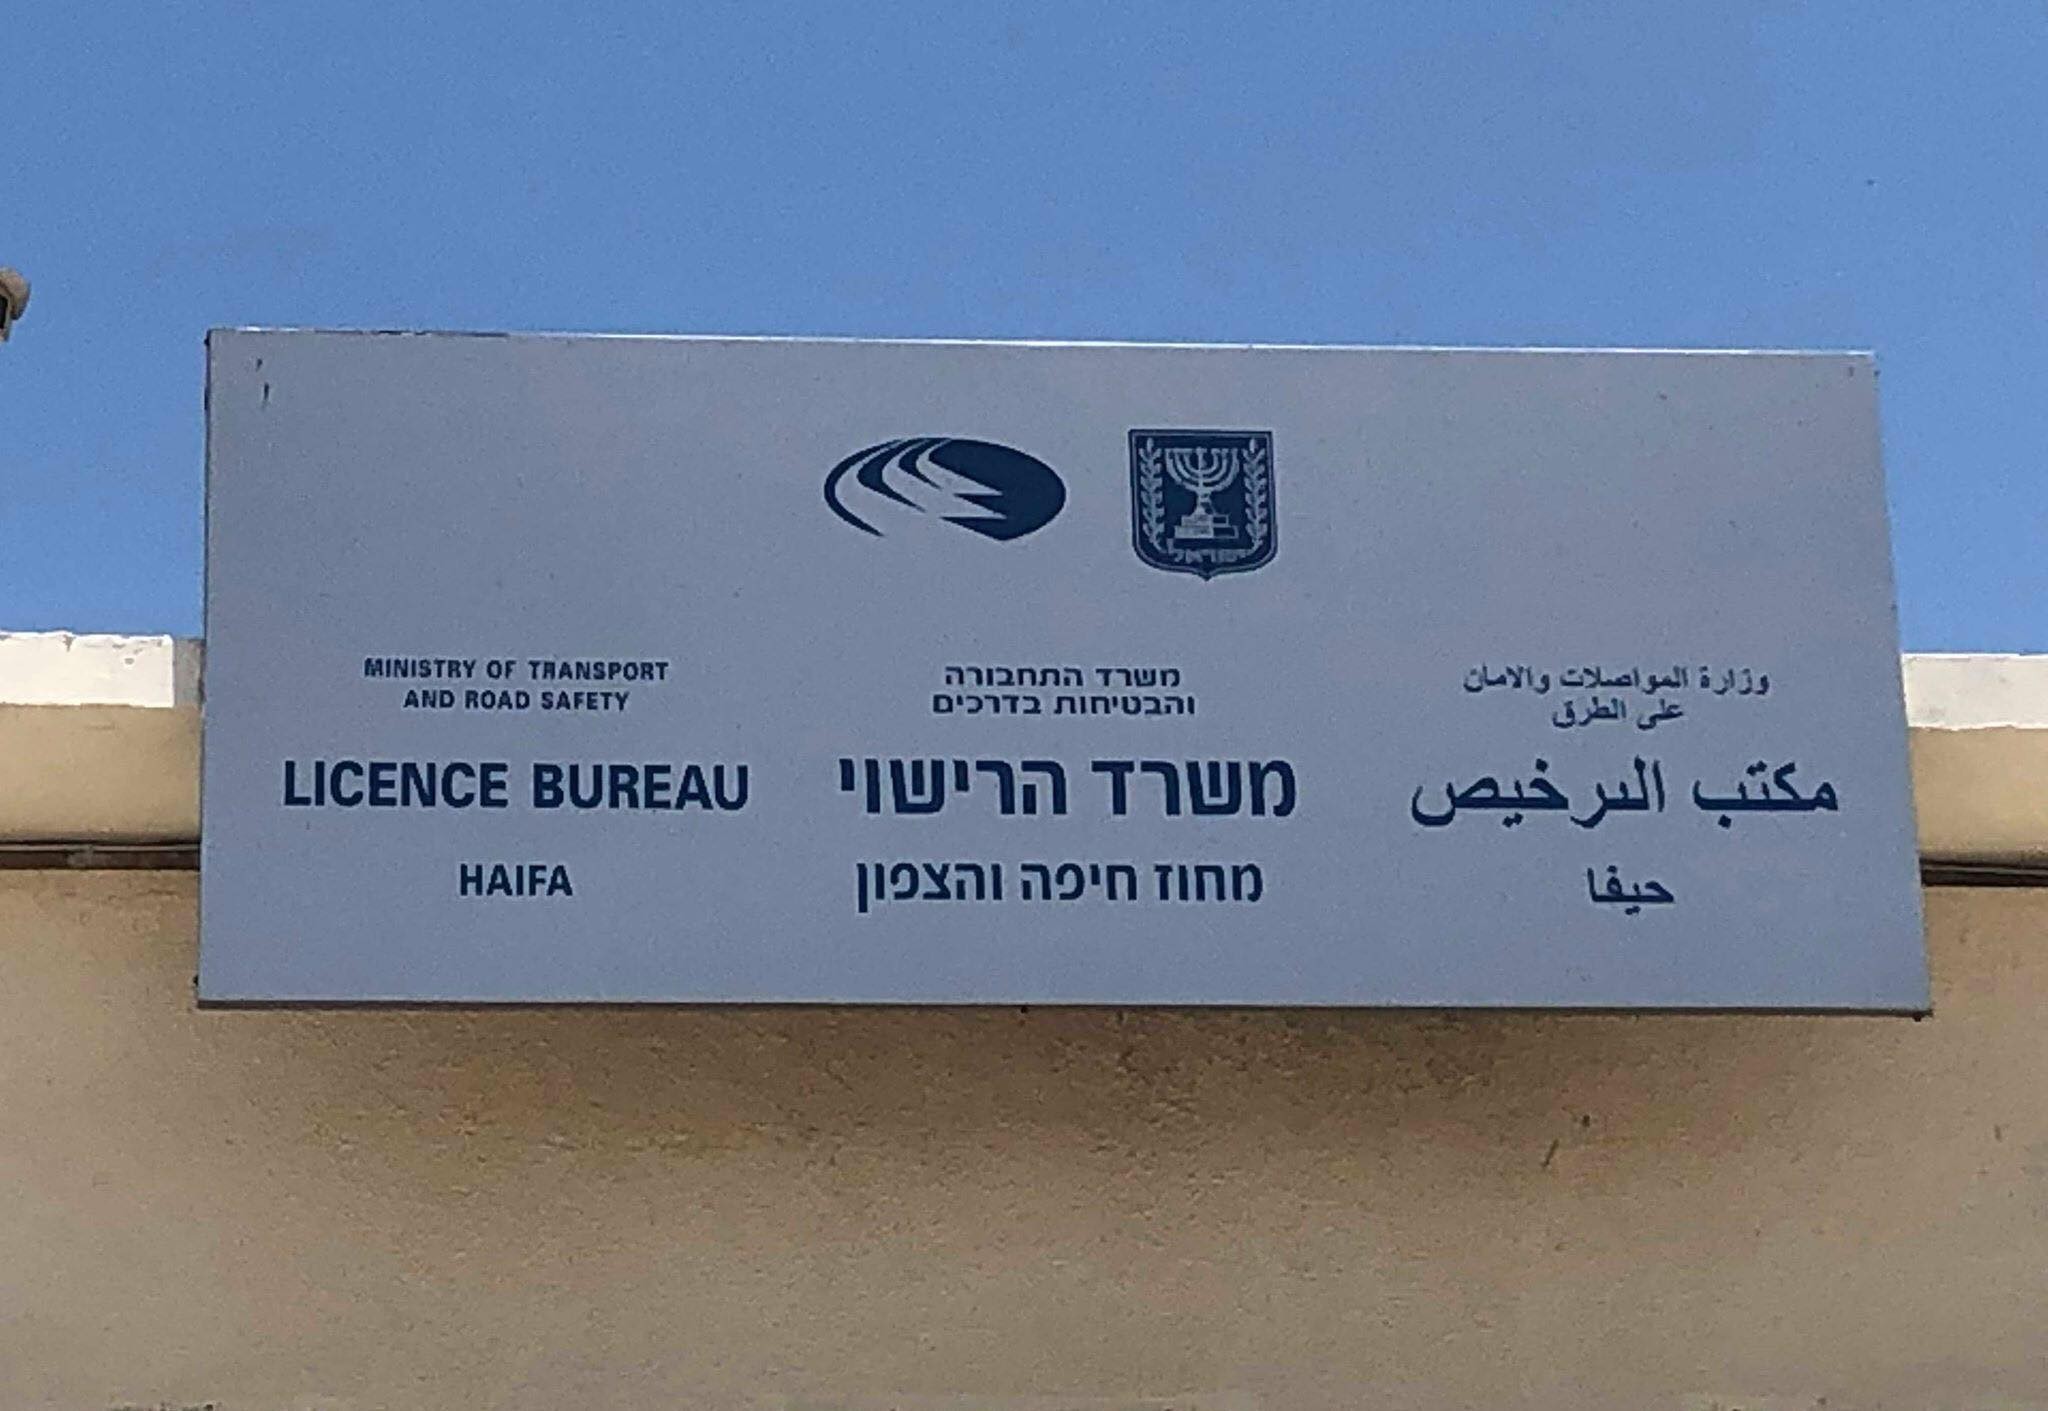 ישראל
MINISTRY OF TRANSPORT
AND ROAD SAFETY
LICENCE BUREAU
HAIFA
משרד התחבורה
והבטיחות בדרכים
משרד הרישוי
מחוז חיפה והצפון
وزارة المواصلات والامان
على الطرق
مكتب الترخيص
حيفا